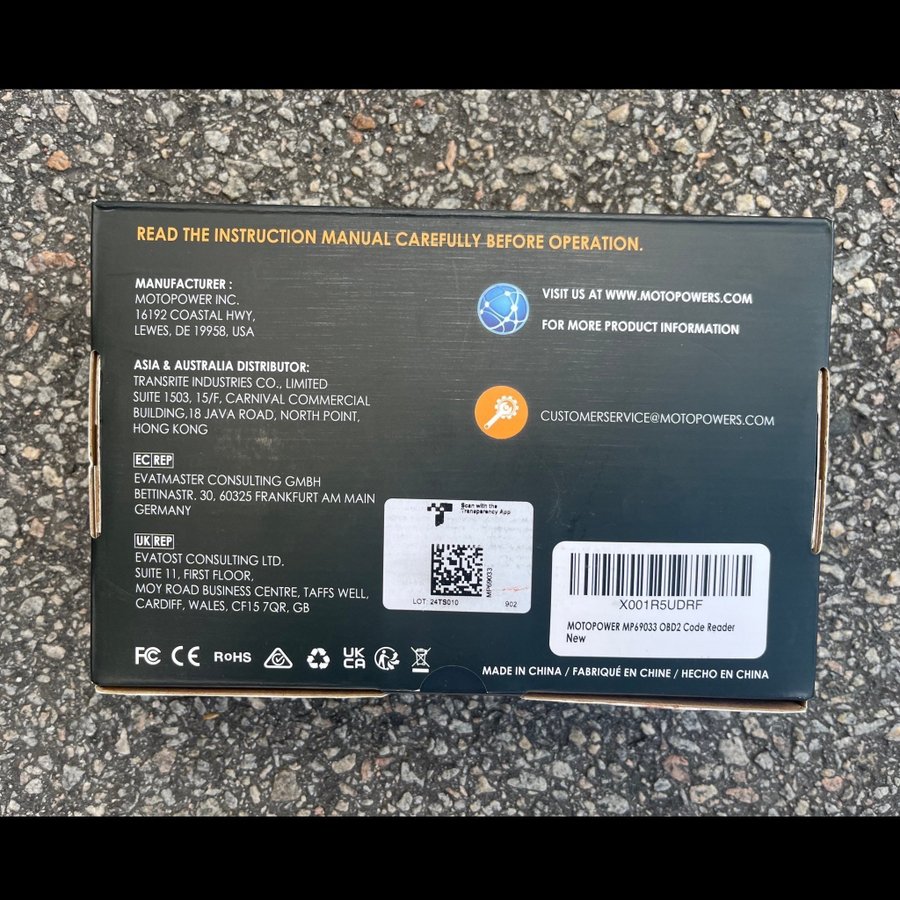 READ THE INSTRUCTION MANUAL CAREFULLY BEFORE OPERATION.
MANUFACTURER :
MOTOPOWER INC.
16192 COASTAL HWY,
LEWES, DE 19958, USA
ASIA & AUSTRALIA DISTRIBUTOR:
TRANSRITE INDUSTRIES CO., LIMITED
SUITE 1503, 15/F, CARNIVAL COMMERCIAL
BUILDING,18 JAVA ROAD, NORTH POINT,
HONG KONG
EC REP
EVATMASTER CONSULTING GMBH
BETTINASTR. 30, 60325 FRANKFURT AM MAIN
GERMANY
UK REP
EVATOST CONSULTING LTD.
SUITE 11, FIRST FLOOR,
MOY ROAD BUSINESS CENTRE, TAFFS WELL,
CARDIFF, WALES, CF15 7QR, GB
FC CE RoHS UK CA
VISIT US AT WWW.MOTOPOWERS.COM
FOR MORE PRODUCT INFORMATION
CUSTOMERSERVICE@MOTOPOWERS.COM
Scan with the
Transparency App
MP69033
LOT: 24TS010
902
X001R5UDRF
MOTOPOWER MP69033 OBD2 Code Reader
New
MADE IN CHINA / FABRIQUÉ EN CHINE / HECHO EN CHINA